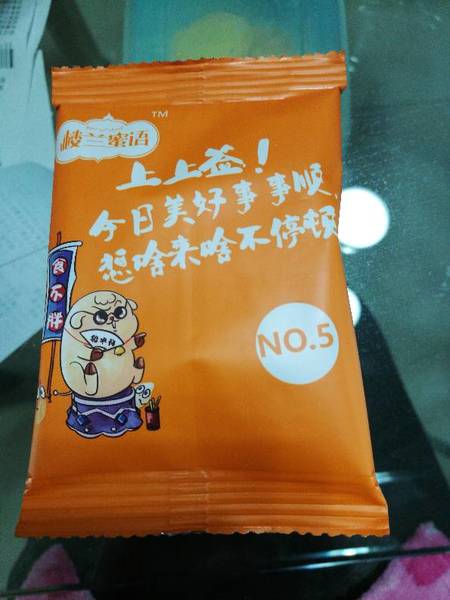 楼兰蜜语
TM
上上签！
今日美好事事顺，
想啥来啥不停顿
食不胖
NO.5